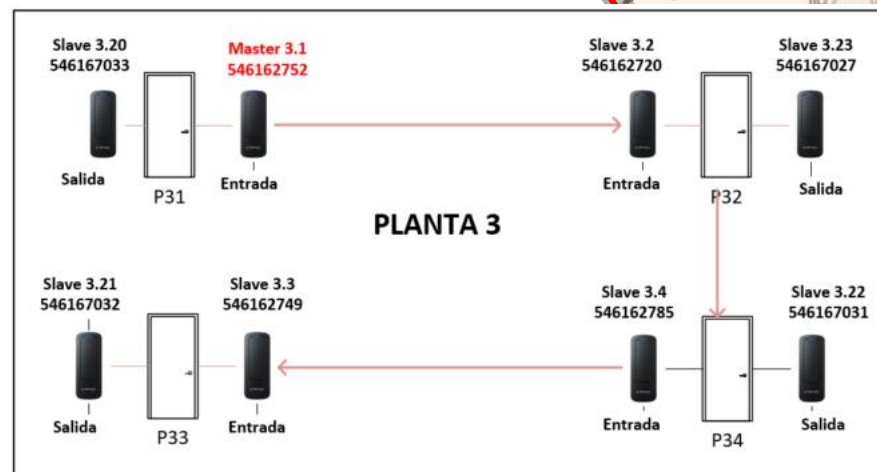 Slave 3.20
546167033
Master 3.1
546162752
Slave 3.2
546162720
Slave 3.23
546167027
Salida
P31
Entrada
Entrada
P32
Salida
PLANTA 3
Slave 3.21
546167032
Slave 3.3
546162749
Slave 3.4
546162785
Slave 3.22
546167031
Salida
P33
Entrada
Entrada
P34
Salida